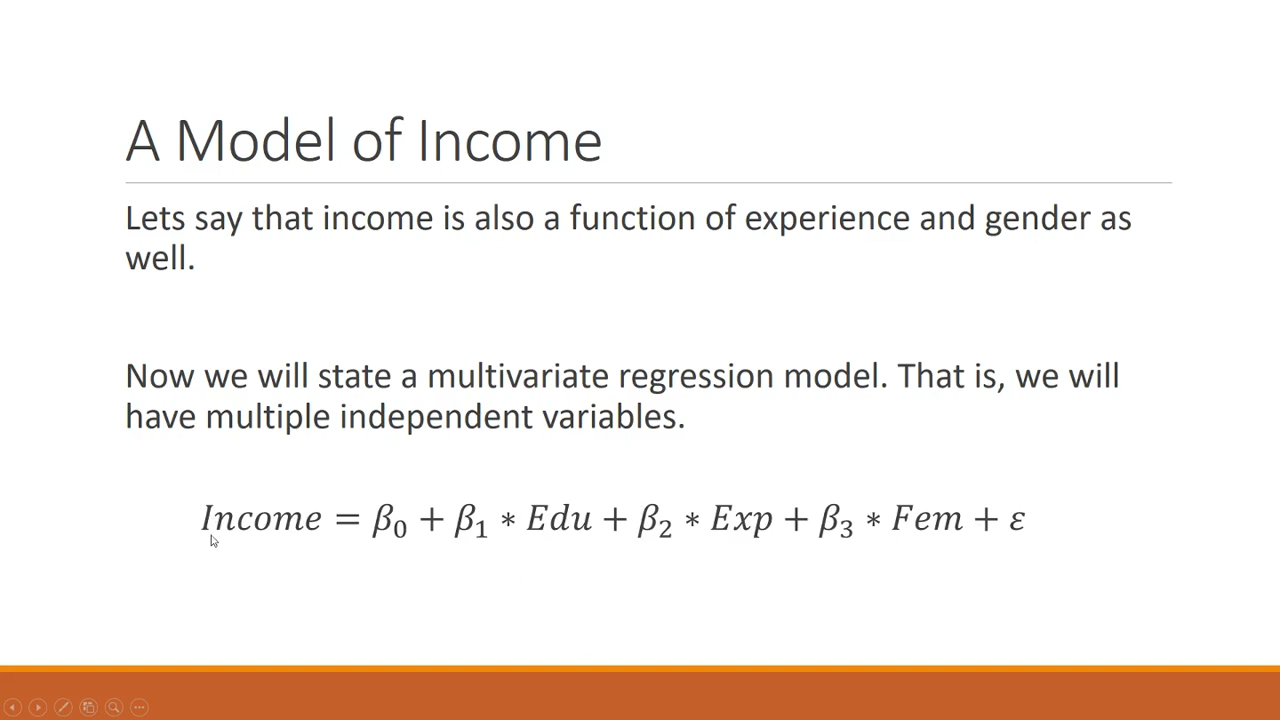 A Model of Income
Lets say that income is also a function of experience and gender as
well.
Now we will state a multivariate regression model. That is, we will
have multiple independent variables.
𝐼𝑛𝑐𝑜𝑚𝑒 = 𝛽₀ + 𝛽₁ ∗ 𝐸𝑑𝑢 + 𝛽₂ ∗ 𝐸𝑥𝑝 + 𝛽₃ ∗ 𝐹𝑒𝑚 + 𝜀